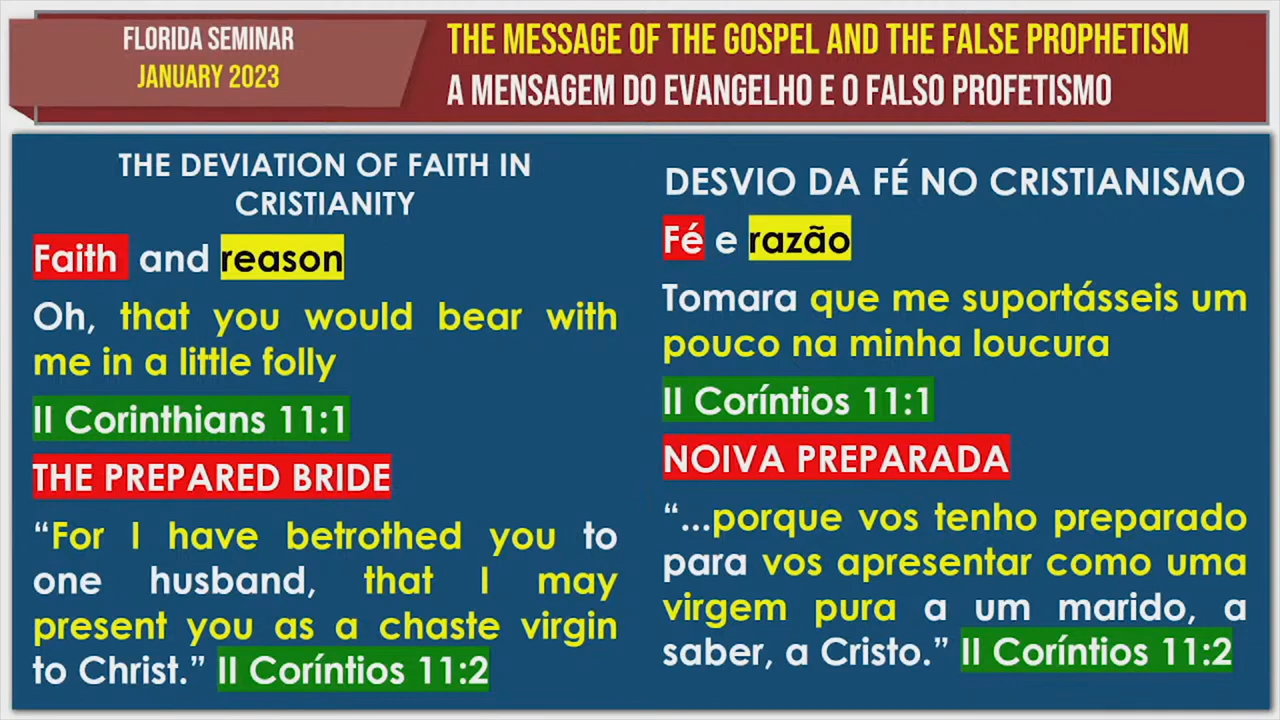 FLORIDA SEMINAR
JANUARY 2023
THE MESSAGE OF THE GOSPEL AND THE FALSE PROPHETISM
A MENSAGEM DO EVANGELHO E O FALSO PROFETISMO
THE DEVIATION OF FAITH IN
CRISTIANITY
Faith and reason
Oh, that you would bear with
me in a little folly
II Corinthians 11:1
THE PREPARED BRIDE
“For I have betrothed you to
one husband, that I may
present you as a chaste virgin
to Christ.” II Coríntios 11:2
DESVIO DA FÉ NO CRISTIANISMO
Fé e razão
Tomara que me suportásseis um
pouco na minha loucura
II Coríntios 11:1
NOIVA PREPARADA
“...porque vos tenho preparado
para vos apresentar como uma
virgem pura a um marido, a
saber, a Cristo.” II Coríntios 11:2